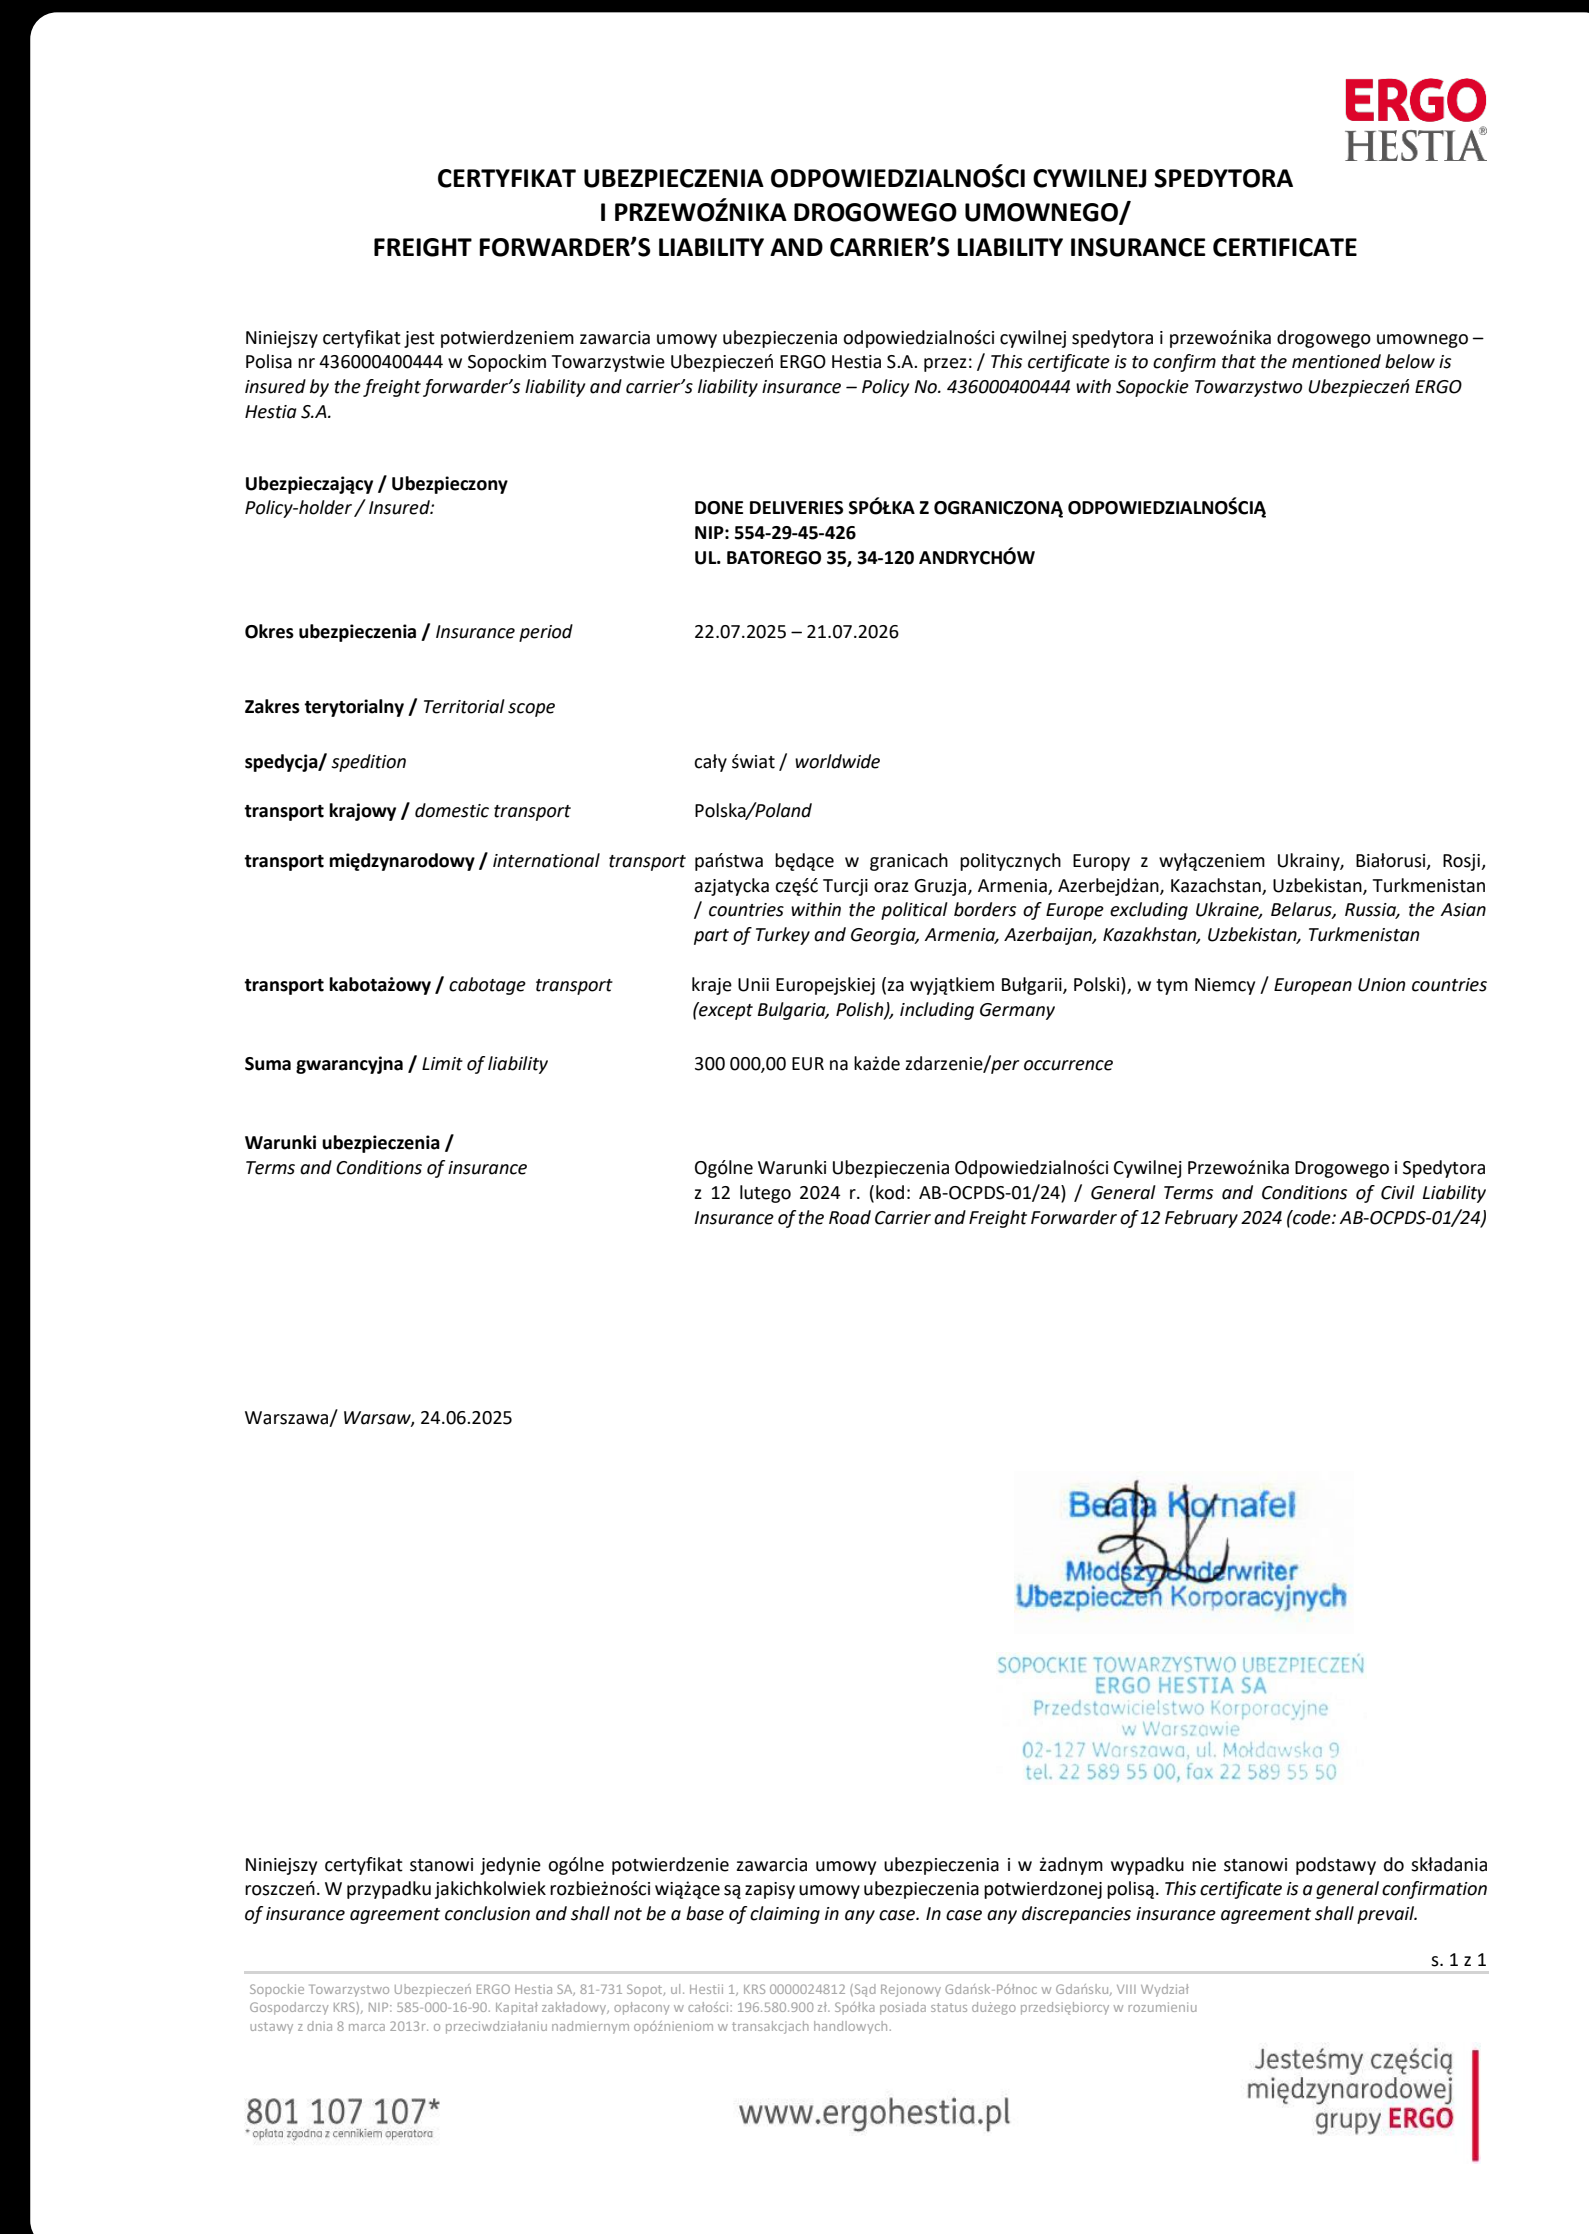 ERGO
HESTIA®
CERTYFIKAT UBEZPIECZENIA ODPOWIEDZIALNOŚCI CYWILNEJ SPEDYTORA
I PRZEWOŹNIKA DROGOWEGO UMOWNEGO/
FREIGHT FORWARDER'S LIABILITY AND CARRIER'S LIABILITY INSURANCE CERTIFICATE
Niniejszy certyfikat jest potwierdzeniem zawarcia umowy ubezpieczenia odpowiedzialności cywilnej spedytora i przewoźnika drogowego umownego –
Polisa nr 436000400444 w Sopockim Towarzystwie Ubezpieczeń ERGO Hestia S.A. przez: / This certificate is to confirm that the mentioned below is
insured by the freight forwarder's liability and carrier's liability insurance – Policy No. 436000400444 with Sopockie Towarzystwo Ubezpieczeń ERGO
Hestia S.A.
Ubezpieczający / Ubezpieczony
Policy-holder / Insured:
DONE DELIVERIES SPÓŁKA Z OGRANICZONĄ ODPOWIEDZIALNOŚCIĄ
NIP: 554-29-45-426
UL. BATOREGO 35, 34-120 ANDRYCHÓW
Okres ubezpieczenia / Insurance period 22.07.2025 – 21.07.2026
Zakres terytorialny / Territorial scope
spedycja/ spedition cały świat / worldwide
transport krajowy / domestic transport Polska/Poland
transport międzynarodowy / international transport państwa będące w granicach politycznych Europy z wyłączeniem Ukrainy, Białorusi, Rosji,
azjatycka część Turcji oraz Gruzja, Armenia, Azerbejdżan, Kazachstan, Uzbekistan, Turkmenistan
/ countries within the political borders of Europe excluding Ukraine, Belarus, Russia, the Asian
part of Turkey and Georgia, Armenia, Azerbaijan, Kazakhstan, Uzbekistan, Turkmenistan
transport kabotażowy / cabotage transport kraje Unii Europejskiej (za wyjątkiem Bułgarii, Polski), w tym Niemcy / European Union countries
(except Bulgaria, Polish), including Germany
Suma gwarancyjna / Limit of liability 300 000,00 EUR na każde zdarzenie/per occurrence
Warunki ubezpieczenia /
Terms and Conditions of insurance Ogólne Warunki Ubezpieczenia Odpowiedzialności Cywilnej Przewoźnika Drogowego i Spedytora
z 12 lutego 2024 r. (kod: AB-OCPDS-01/24) / General Terms and Conditions of Civil Liability
Insurance of the Road Carrier and Freight Forwarder of 12 February 2024 (code: AB-OCPDS-01/24)
Warszawa/ Warsaw, 24.06.2025
Beata Kornafel
Młodszy Underwriter
Ubezpieczeń Korporacyjnych
SOPOCKIE TOWARZYSTWO UBEZPIECZEŃ
ERGO HESTIA SA
Przedstawicielstwo Korporacyjne
w Warszawie
02-127 Warszawa, ul. Mołdawska 9
tel. 22 589 55 00, fax 22 589 55 50
Niniejszy certyfikat stanowi jedynie ogólne potwierdzenie zawarcia umowy ubezpieczenia i w żadnym wypadku nie stanowi podstawy do składania
roszczeń. W przypadku jakichkolwiek rozbieżności wiążące są zapisy umowy ubezpieczenia potwierdzonej polisą. This certificate is a general confirmation
of insurance agreement conclusion and shall not be a base of claiming in any case. In case any discrepancies insurance agreement shall prevail.
s. 1 z 1
Sopockie Towarzystwo Ubezpieczeń ERGO Hestia SA, 81-731 Sopot, ul. Hestii 1, KRS 0000024812 (Sąd Rejonowy Gdańsk-Północ w Gdańsku, VIII Wydział
Gospodarczy KRS), NIP: 585-000-16-90. Kapitał zakładowy, opłacony w całości: 196.580.900 zł. Spółka posiada status dużego przedsiębiorcy w rozumieniu
ustawy z dnia 8 marca 2013r. o przeciwdziałaniu nadmiernym opóźnieniom w transakcjach handlowych.
801 107 107*
* opłata zgodna z cennikiem operatora
www.ergohestia.pl
Jesteśmy częścią
międzynarodowej
grupy ERGO